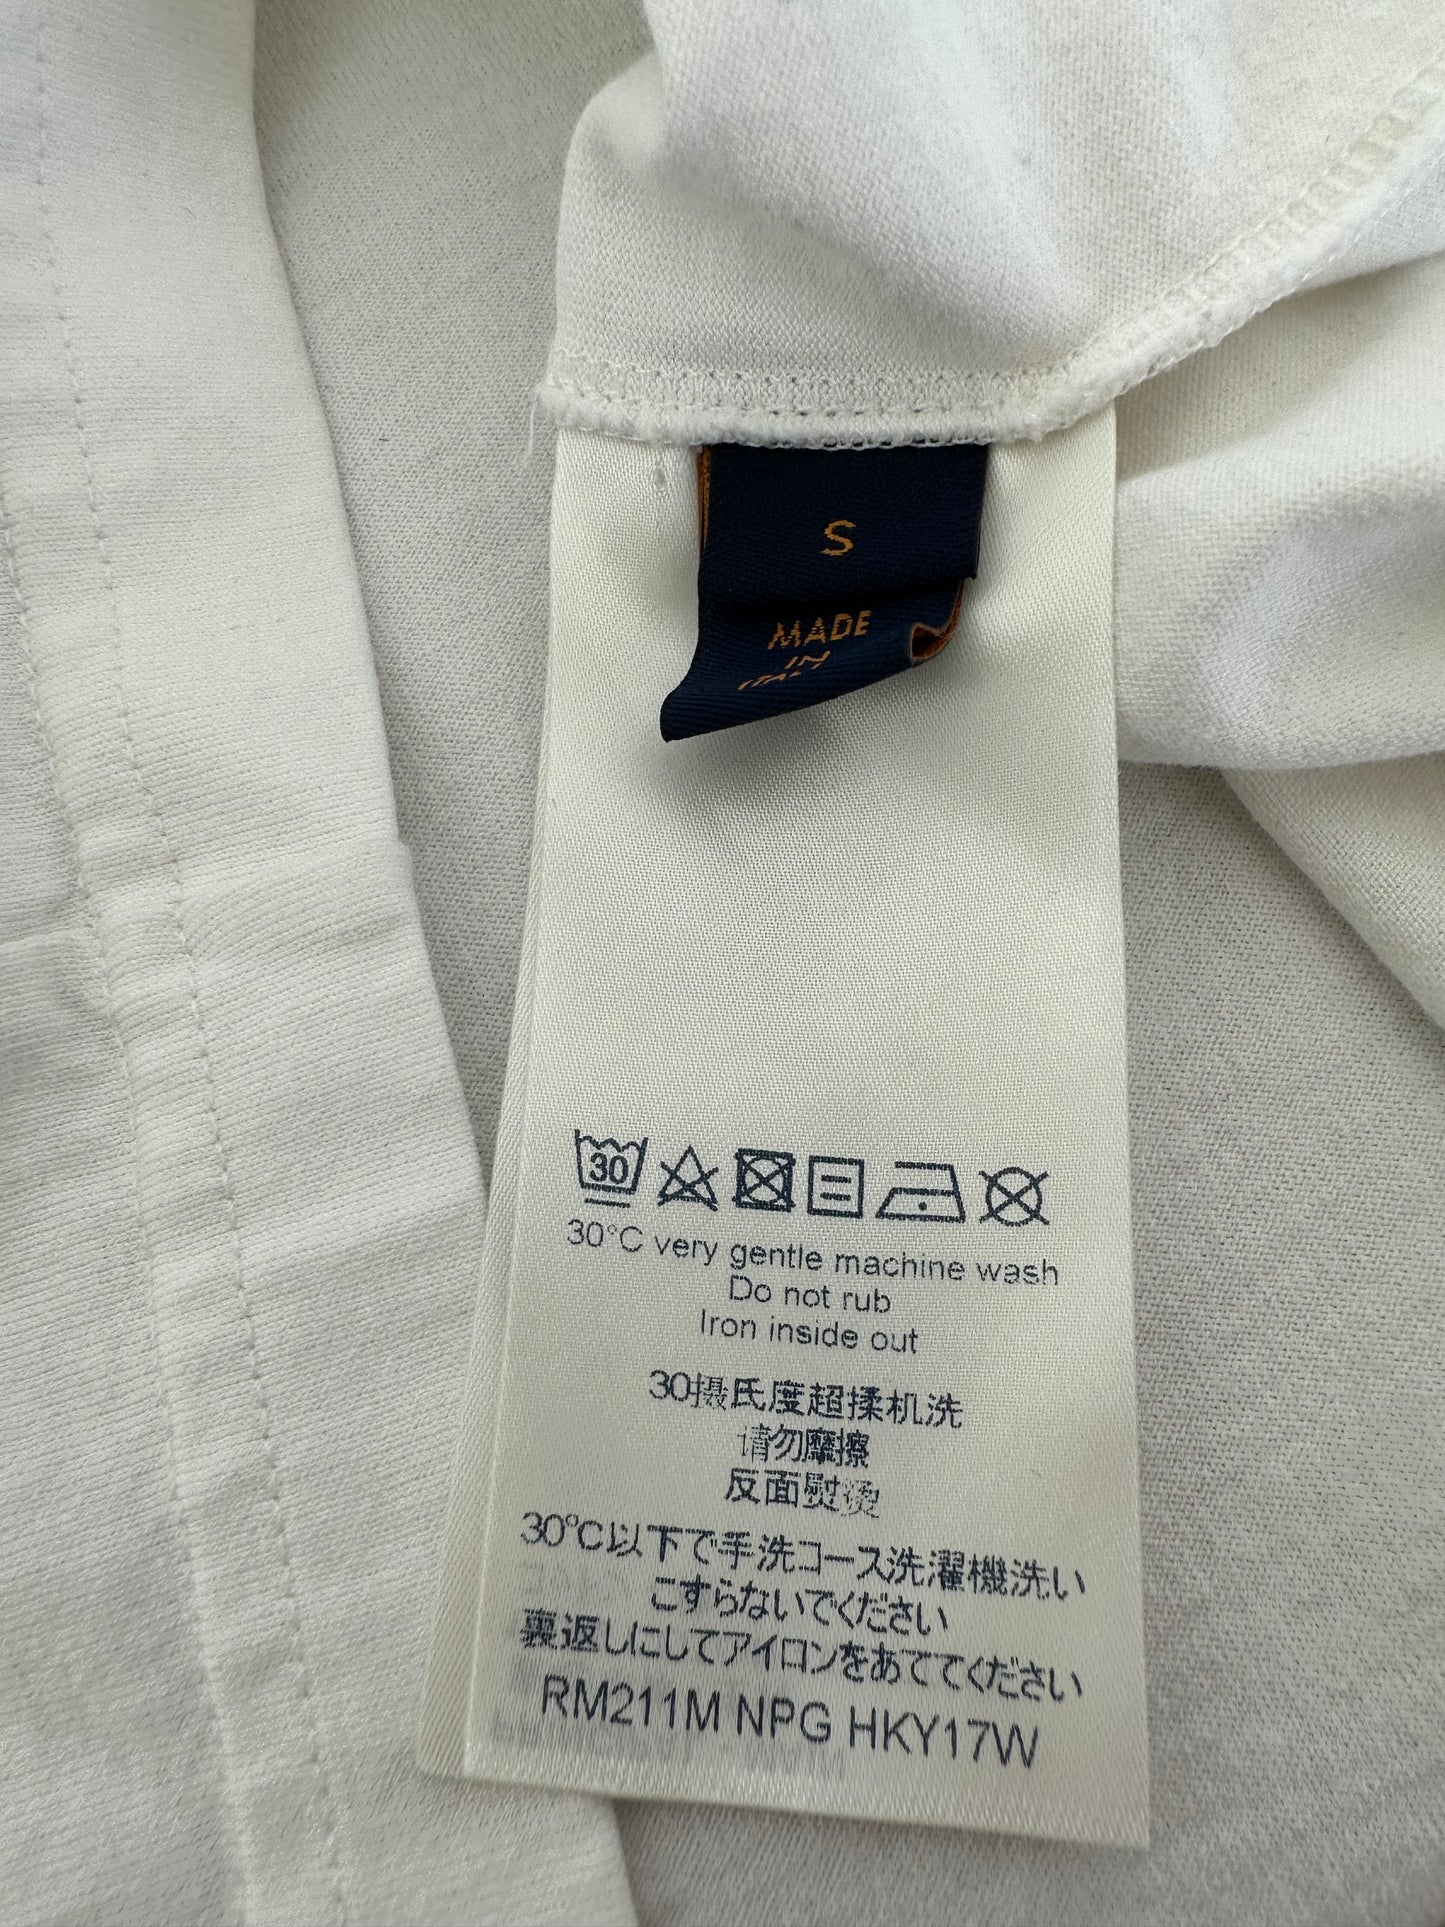 S
MADE
IN
ITALY
30
30°C very gentle machine wash
Do not rub
Iron inside out
30摄氏度超揉机洗
请勿摩擦
反面熨烫
30℃以下で手洗コース洗濯機洗い
こすらないでください
裏返しにしてアイロンをあててください
RM211M NPG HKY17W